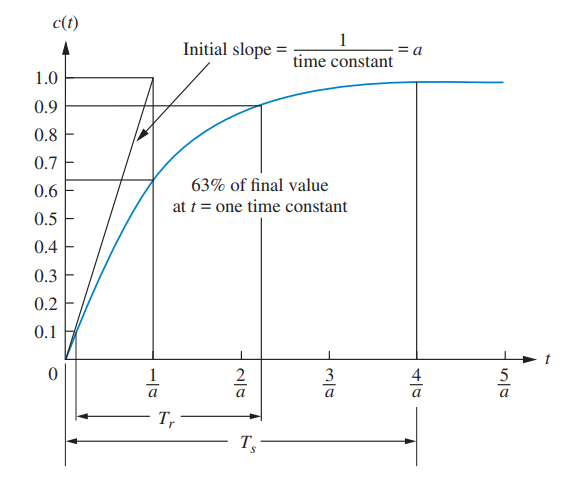 c(t)
Initial slope = 1 / time constant = a
1.0
0.9
0.8
0.7
0.6
0.5
0.4
0.3
0.2
0.1
0
63% of final value
at t = one time constant
t
1/a
2/a
3/a
4/a
5/a
Tr
Ts